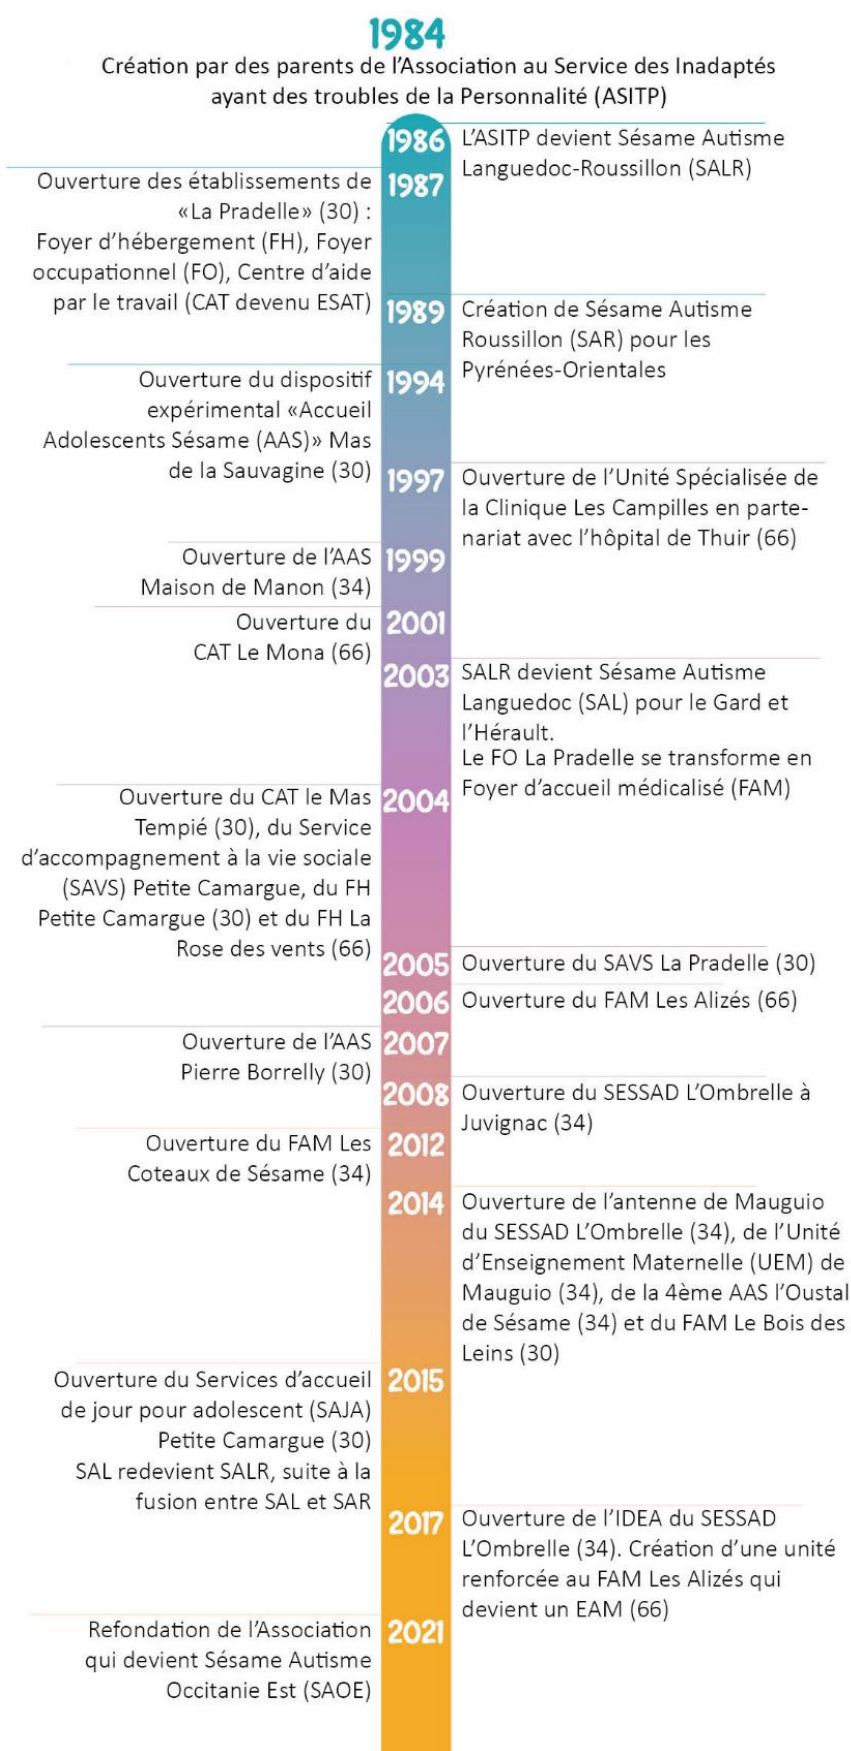 1984
Création par des parents de l’Association au Service des Inadaptés
ayant des troubles de la Personnalité (ASITP)
1986
L’ASITP devient Sésame Autisme
Languedoc-Roussillon (SALR)
1987
Ouverture des établissements de
«La Pradelle» (30) :
Foyer d’hébergement (FH), Foyer
occupationnel (FO), Centre d’aide
par le travail (CAT devenu ESAT)
1989
Création de Sésame Autisme
Roussillon (SAR) pour les
Pyrénées-Orientales
1994
Ouverture du dispositif
expérimental «Accueil
Adolescents Sésame (AAS)» Mas
de la Sauvagine (30)
1997
Ouverture de l’Unité Spécialisée de
la Clinique Les Campilles en parte-
nariat avec l’hôpital de Thuir (66)
1999
Ouverture de l’AAS
Maison de Manon (34)
2001
Ouverture du
CAT Le Mona (66)
2003
SALR devient Sésame Autisme
Languedoc (SAL) pour le Gard et
l’Hérault.
Le FO La Pradelle se transforme en
Foyer d’accueil médicalisé (FAM)
2004
Ouverture du CAT le Mas
Tempié (30), du Service
d’accompagnement à la vie sociale
(SAVS) Petite Camargue, du FH
Petite Camargue (30) et du FH La
Rose des vents (66)
2005
Ouverture du SAVS La Pradelle (30)
2006
Ouverture du FAM Les Alizés (66)
2007
Ouverture de l’AAS
Pierre Borrelly (30)
2008
Ouverture du SESSAD L’Ombrelle à
Juvignac (34)
2012
Ouverture du FAM Les
Coteaux de Sésame (34)
2014
Ouverture de l’antenne de Mauguio
du SESSAD L’Ombrelle (34), de l’Unité
d’Enseignement Maternelle (UEM) de
Mauguio (34), de la 4ème AAS l’Oustal
de Sésame (34) et du FAM Le Bois des
Leins (30)
2015
Ouverture du Services d’accueil
de jour pour adolescent (SAJA)
Petite Camargue (30)
SAL redevient SALR, suite à la
fusion entre SAL et SAR
2017
Ouverture de l’IDEA du SESSAD
L’Ombrelle (34). Création d’une unité
renforcée au FAM Les Alizés qui
devient un EAM (66)
2021
Refondation de l’Association
qui devient Sésame Autisme
Occitanie Est (SAOE)